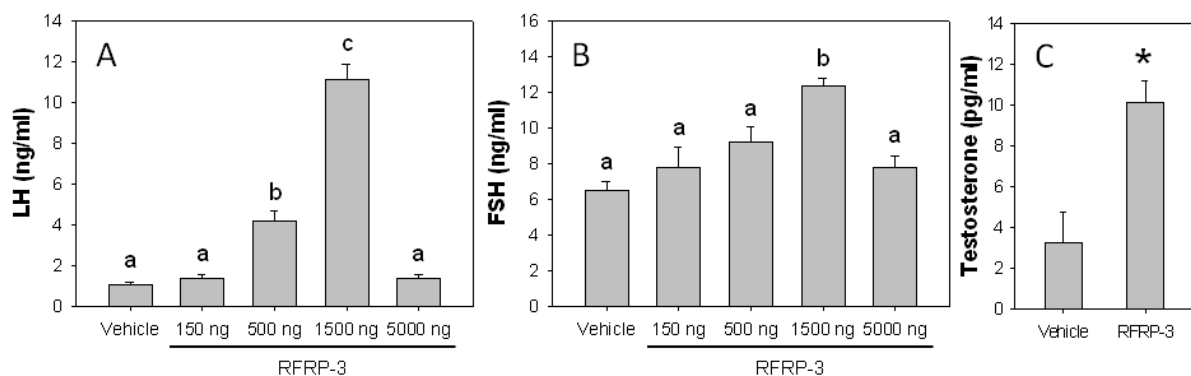 A
LH (ng/ml)
14
12
10
8
6
4
2
0
a
a
b
c
a
Vehicle 150 ng 500 ng 1500 ng 5000 ng
RFRP-3
B
FSH (ng/ml)
16
14
12
10
8
6
4
2
0
a
a
a
b
a
Vehicle 150 ng 500 ng 1500 ng 5000 ng
RFRP-3
C
Testosterone (pg/ml)
14
12
10
8
6
4
2
0
*
Vehicle RFRP-3